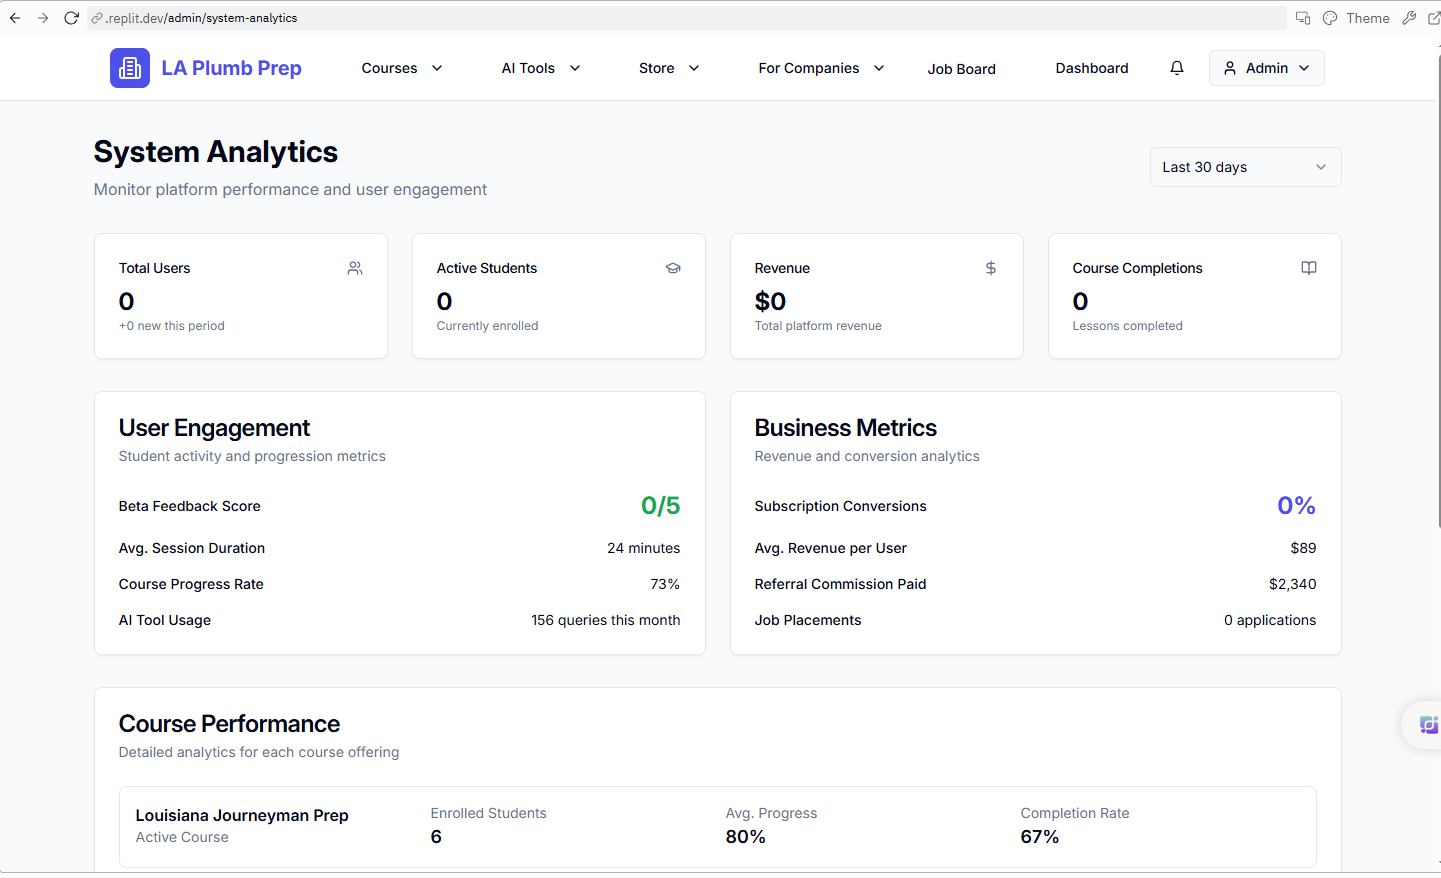 .replit.dev/admin/system-analytics
Theme
LA Plumb Prep
Courses
AI Tools
Store
For Companies
Job Board
Dashboard
Admin
System Analytics
Monitor platform performance and user engagement
Last 30 days
Total Users
0
+0 new this period
Active Students
0
Currently enrolled
Revenue
$0
Total platform revenue
Course Completions
0
Lessons completed
User Engagement
Student activity and progression metrics
Beta Feedback Score 0/5
Avg. Session Duration 24 minutes
Course Progress Rate 73%
AI Tool Usage 156 queries this month
Business Metrics
Revenue and conversion analytics
Subscription Conversions 0%
Avg. Revenue per User $89
Referral Commission Paid $2,340
Job Placements 0 applications
Course Performance
Detailed analytics for each course offering
Louisiana Journeyman Prep
Active Course
Enrolled Students
6
Avg. Progress
80%
Completion Rate
67%